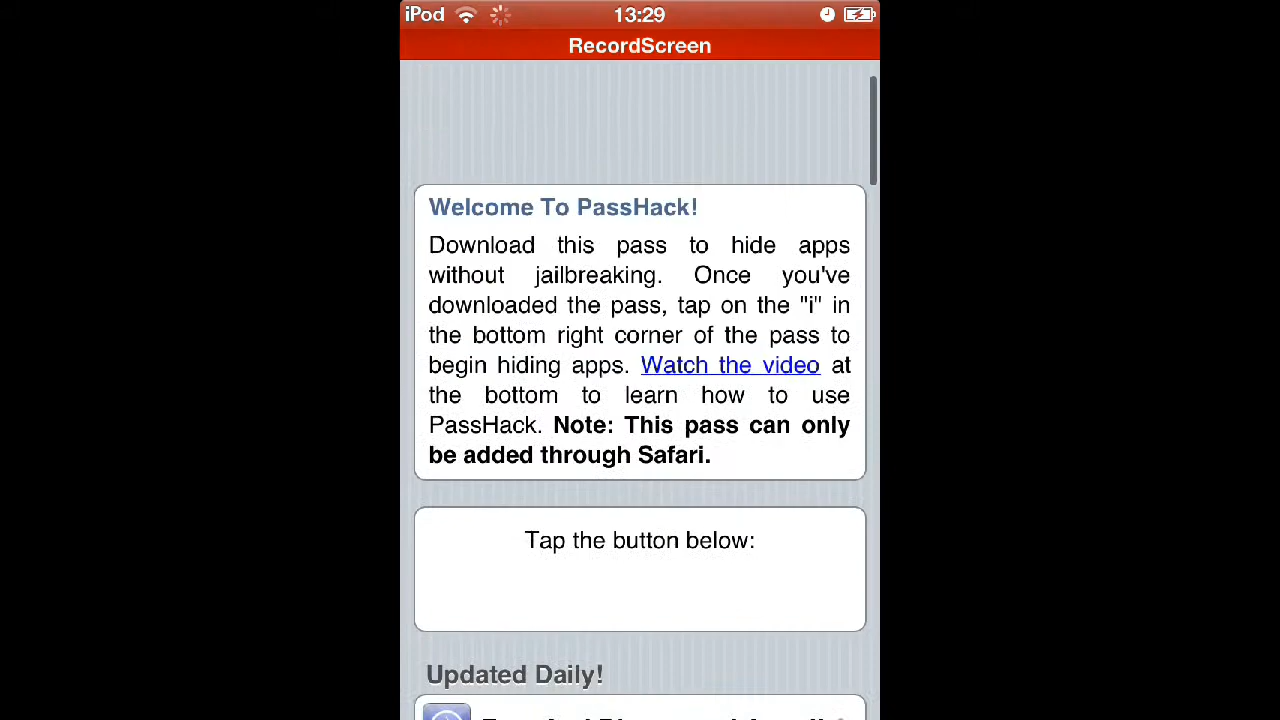 iPod 13:29
RecordScreen
Welcome To PassHack!
Download this pass to hide apps
without jailbreaking. Once you've
downloaded the pass, tap on the "i" in
the bottom right corner of the pass to
begin hiding apps. Watch the video at
the bottom to learn how to use
PassHack. Note: This pass can only
be added through Safari.
Tap the button below:
Updated Daily!